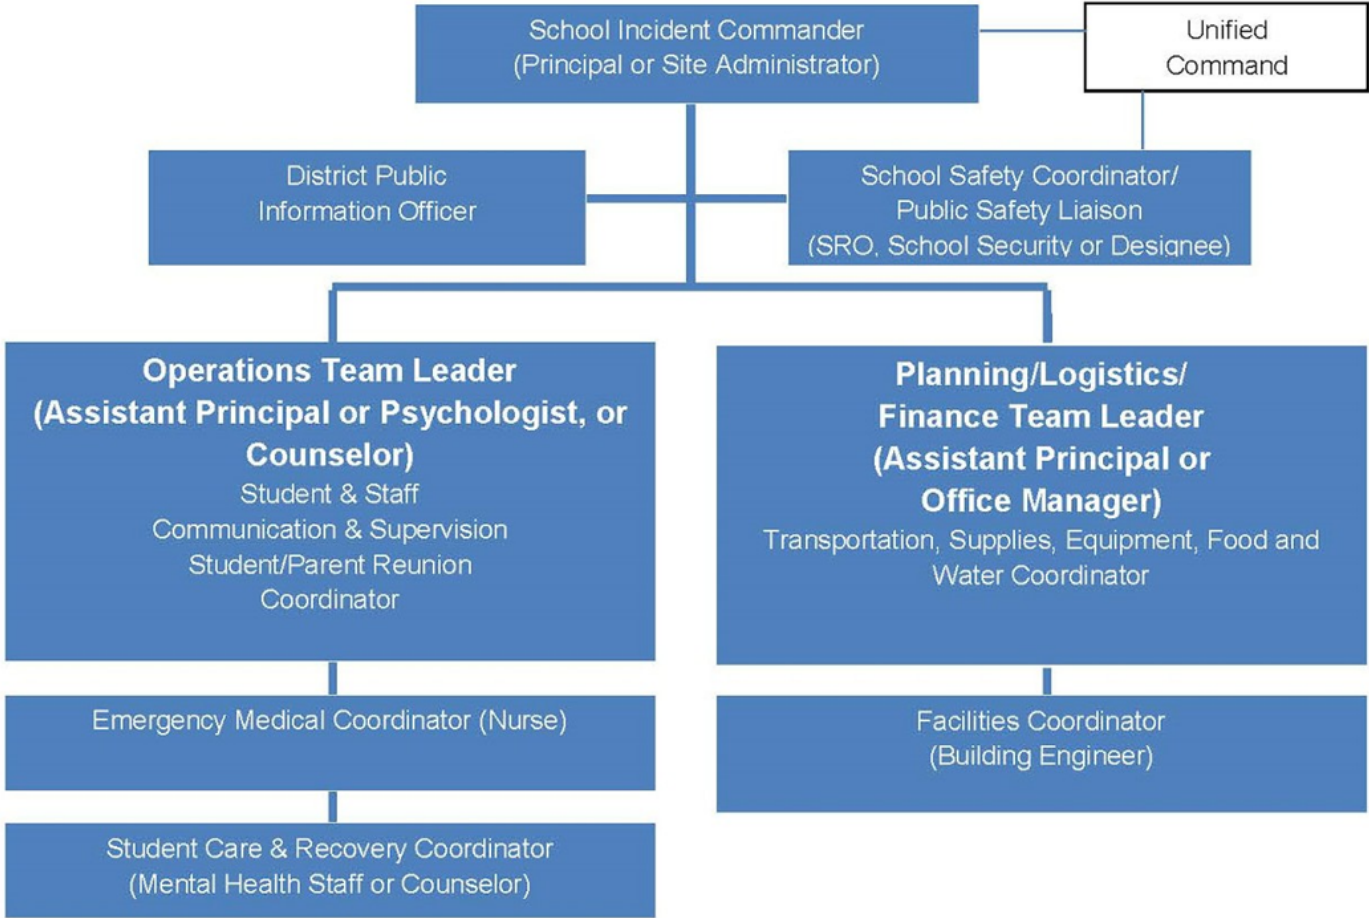 School Incident Commander
(Principal or Site Administrator)
Unified
Command
District Public
Information Officer
School Safety Coordinator/
Public Safety Liaison
(SRO, School Security or Designee)
Operations Team Leader
(Assistant Principal or Psychologist, or
Counselor)
Student & Staff
Communication & Supervision
Student/Parent Reunion
Coordinator
Planning/Logistics/
Finance Team Leader
(Assistant Principal or
Office Manager)
Transportation, Supplies, Equipment, Food and
Water Coordinator
Emergency Medical Coordinator (Nurse)
Facilities Coordinator
(Building Engineer)
Student Care & Recovery Coordinator
(Mental Health Staff or Counselor)